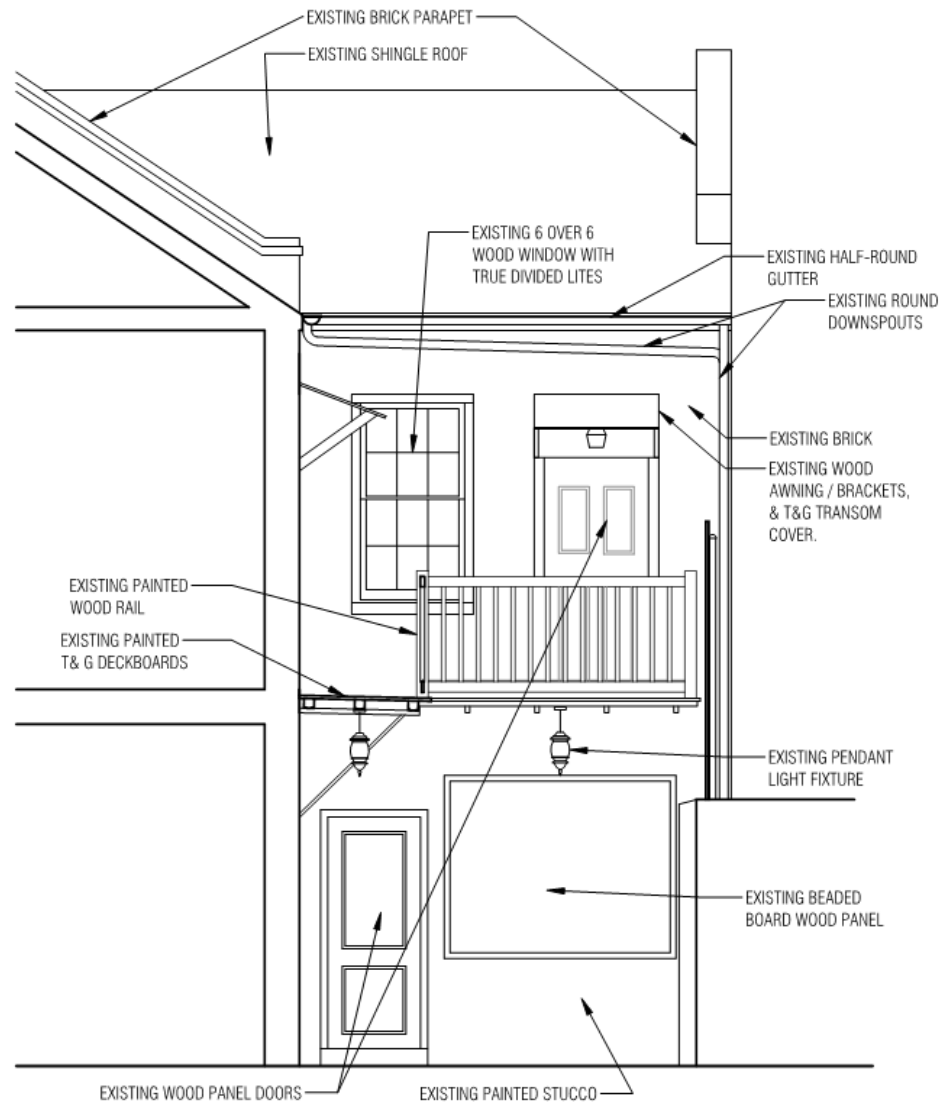 EXISTING BRICK PARAPET
EXISTING SHINGLE ROOF
EXISTING 6 OVER 6
WOOD WINDOW WITH
TRUE DIVIDED LITES
EXISTING HALF-ROUND
GUTTER
EXISTING ROUND
DOWNSPOUTS
EXISTING BRICK
EXISTING WOOD
AWNING / BRACKETS,
& T&G TRANSOM
COVER.
EXISTING PAINTED
WOOD RAIL
EXISTING PAINTED
T& G DECKBOARDS
EXISTING PENDANT
LIGHT FIXTURE
EXISTING BEADED
BOARD WOOD PANEL
EXISTING WOOD PANEL DOORS
EXISTING PAINTED STUCCO